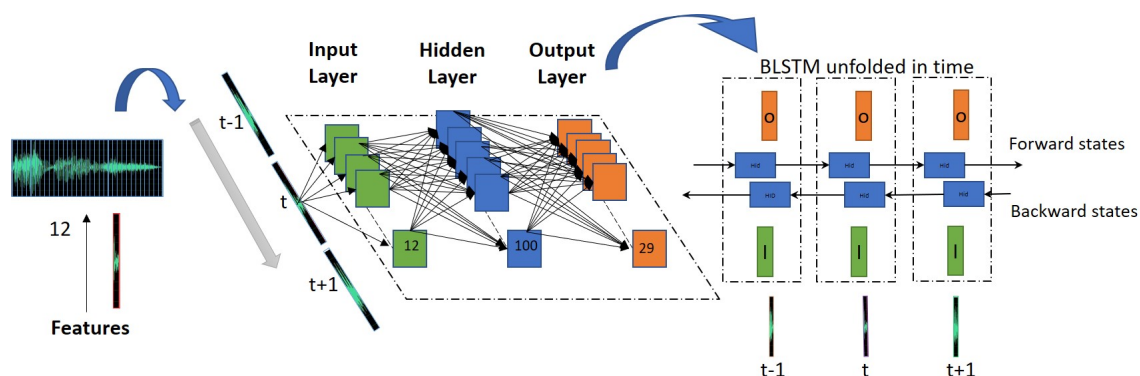 Input
Layer
Hidden
Layer
Output
Layer
t-1
t
t+1
12
Features
12
100
29
BLSTM unfolded in time
O
O
O
Forward states
Hid
Hid
Hid
HID
Hid
Hid
Backward states
I
I
I
t-1
t
t+1